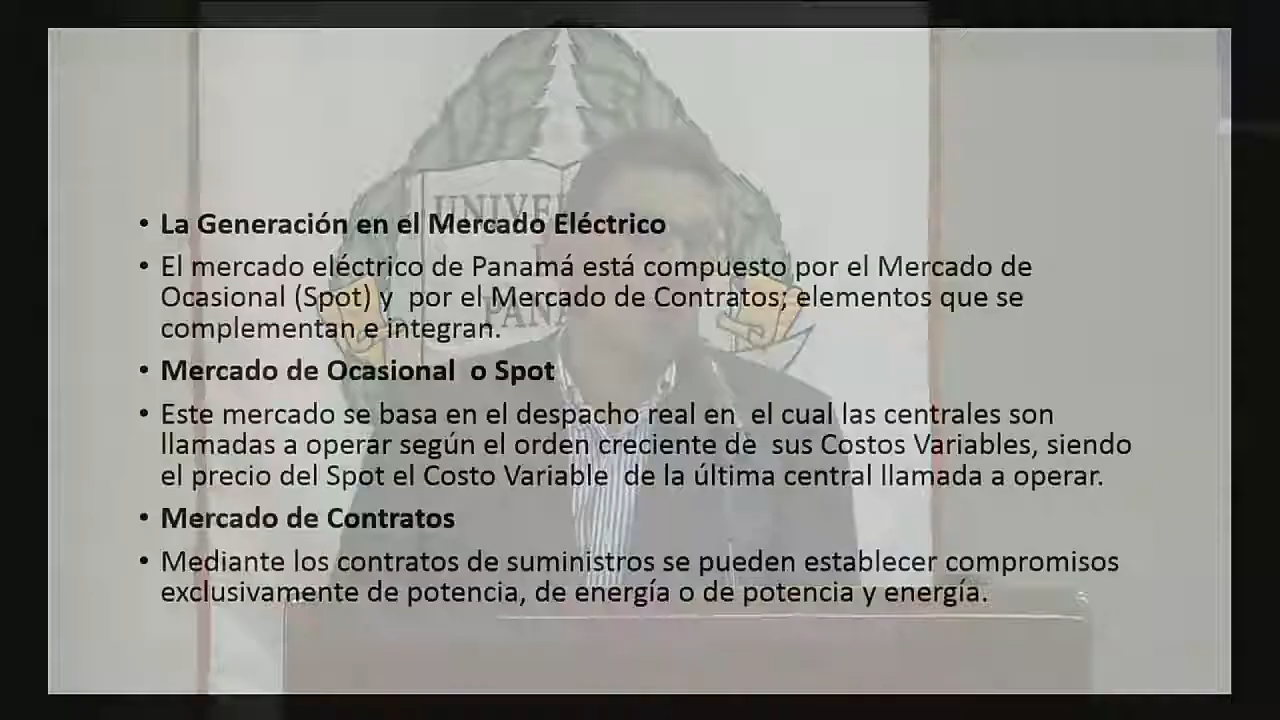 • La Generación en el Mercado Eléctrico
• El mercado eléctrico de Panamá está compuesto por el Mercado de
Ocasional (Spot) y  por el Mercado de Contratos; elementos que se
complementan e integran.
• Mercado de Ocasional  o Spot
• Este mercado se basa en el despacho real en  el cual las centrales son
llamadas a operar según el orden creciente de  sus Costos Variables, siendo
el precio del Spot el Costo Variable  de la última central llamada a operar.
• Mercado de Contratos
• Mediante los contratos de suministros se pueden establecer compromisos
exclusivamente de potencia, de energía o de potencia y energía.